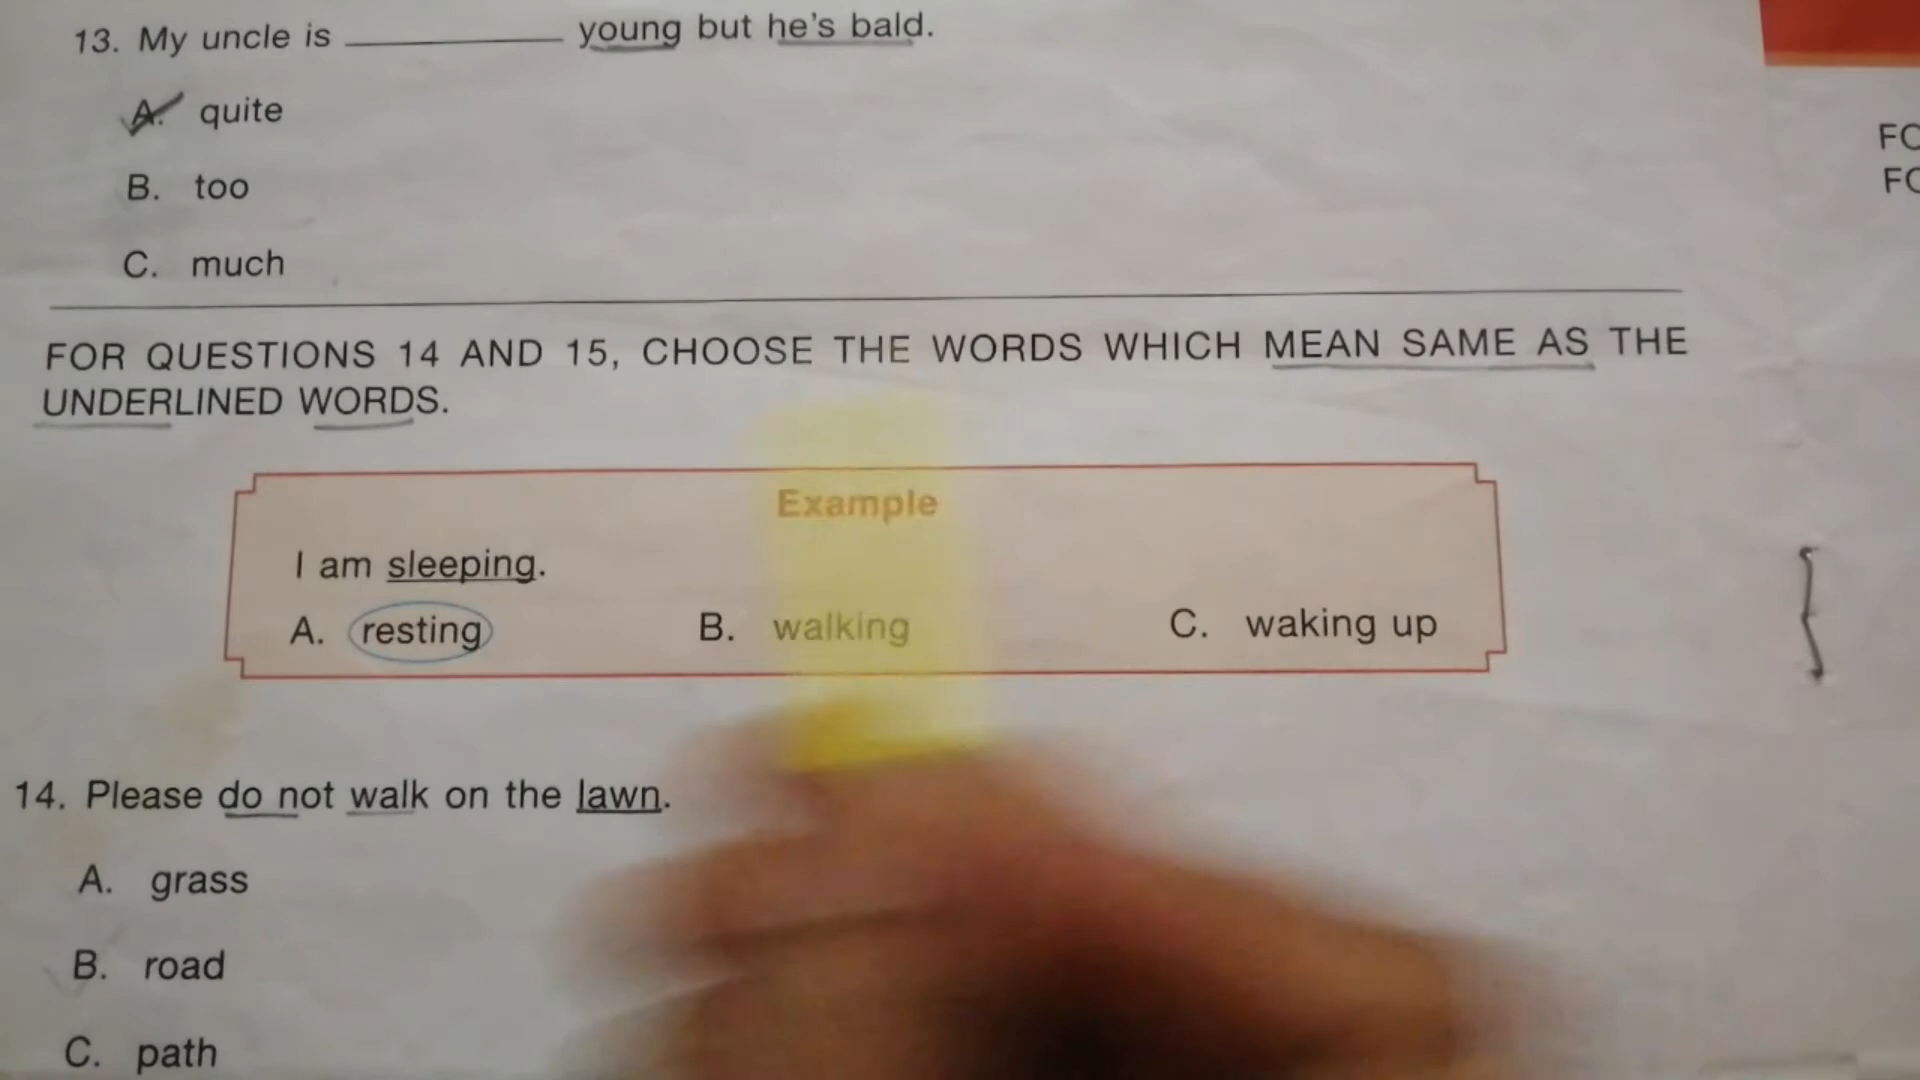 13. My uncle is __________ young but he's bald.
A. quite
B. too
C. much
FOR QUESTIONS 14 AND 15, CHOOSE THE WORDS WHICH MEAN SAME AS THE
UNDERLINED WORDS.
Example
I am sleeping.
A. resting B. walking C. waking up
14. Please do not walk on the lawn.
A. grass
B. road
C. path